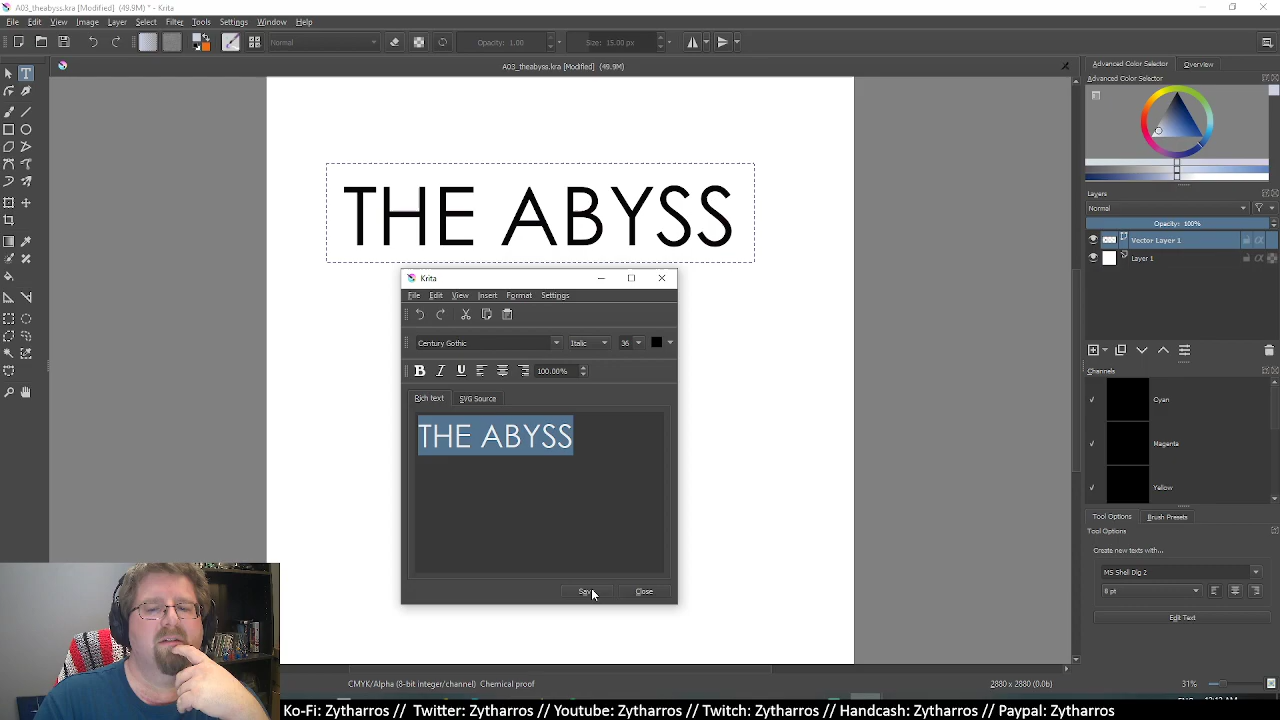 A03_theabyss.kra [Modified] (49.9M) * - Krita
File Edit View Image Layer Select Filter Tools Settings Window Help
Normal Opacity: 1.00 Size: 15.00 px
A03_theabyss.kra [Modified] (49.9M)
Advanced Color Selector Overview
Advanced Color Selector
THE ABYSS
Layers
Normal
Opacity: 100%
Vector Layer 1
Layer 1
Krita
File Edit View Insert Format Settings
Century Gothic Italic 36
B I U 100.00%
Rich text SVG Source
THE ABYSS
Close
Channels
Cyan
Magenta
Yellow
Tool Options Brush Presets
Tool Options
Create new texts with...
MS Shell Dlg 2
8 pt
Edit Text
CMYK/Alpha (8-bit integer/channel) Chemical proof
2880 x 2880 (0.0b)
31%
Ko-Fi: Zytharros // Twitter: Zytharros // Youtube: Zytharros // Twitch: Zytharros // Handcash: Zytharros // Paypal: Zytharros